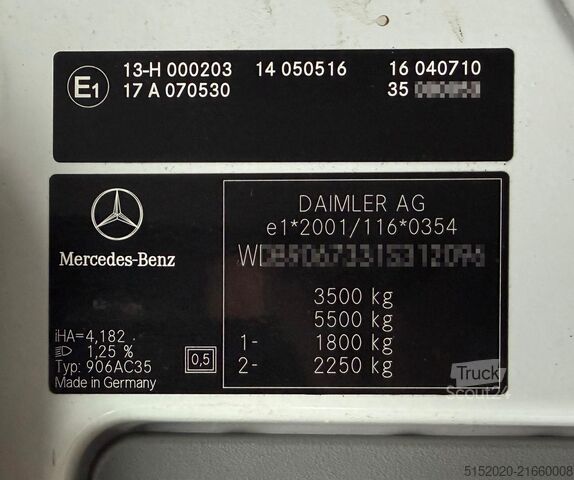 E1
13-H 000203 14 050516 16 040710
17 A 070530 35
Mercedes-Benz
DAIMLER AG
e1*2001/116*0354
3500 kg
5500 kg
1- 1800 kg
2- 2250 kg
iHA=4,182
1,25 %
Typ: 906AC35
Made in Germany
0,5
Truck
Scout24
5152020-21660008